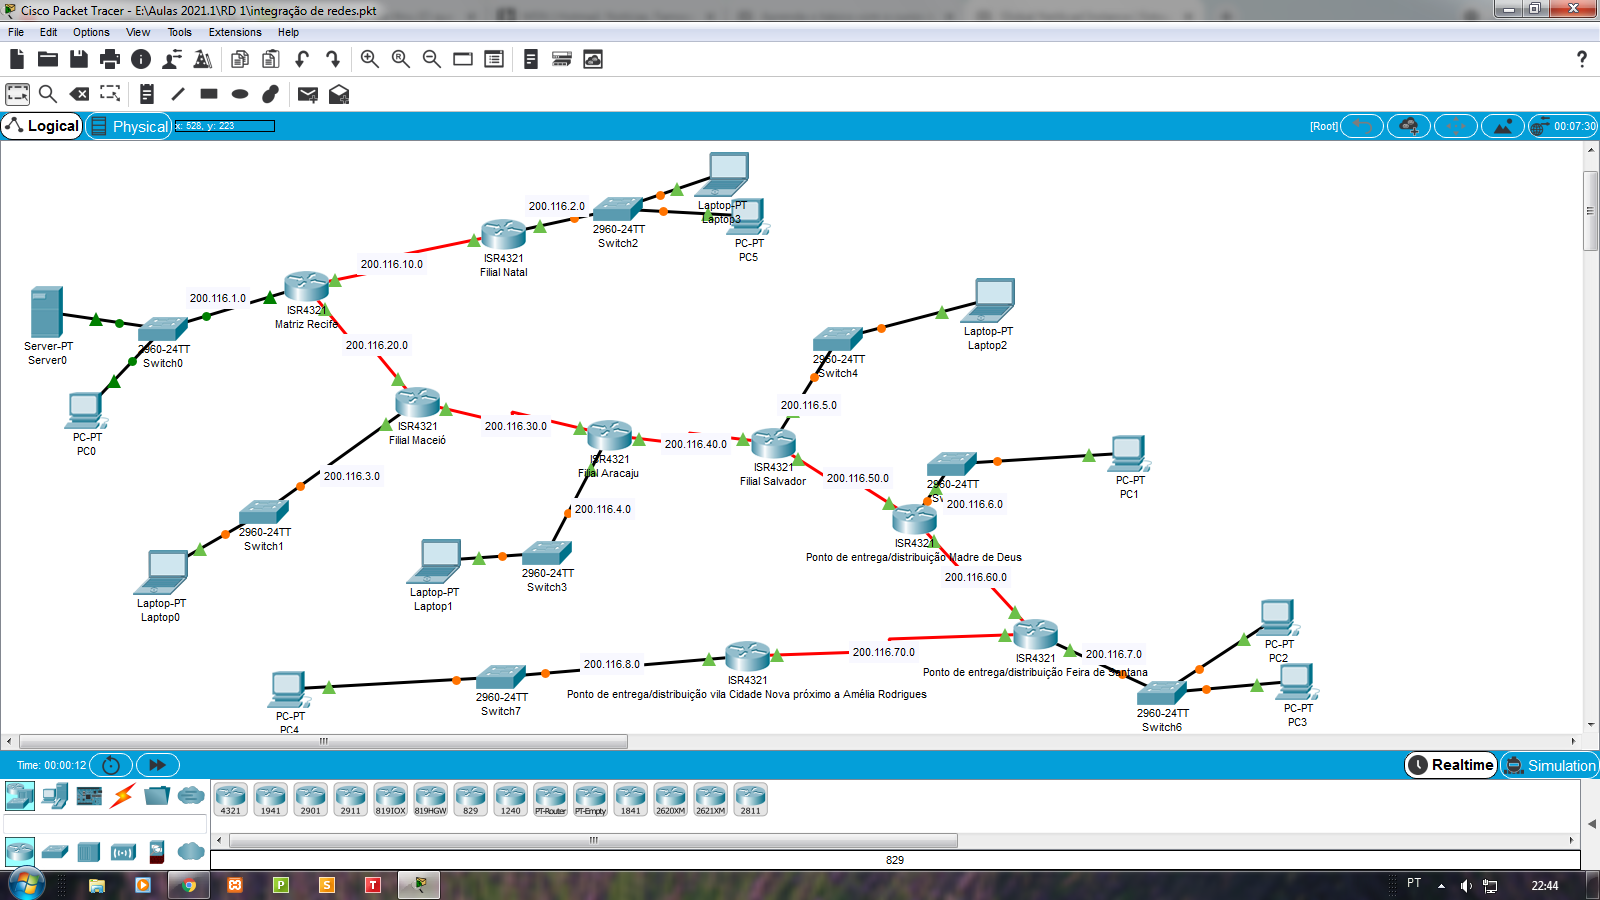 Cisco Packet Tracer - E:\Aulas 2021.1\RD 1\integração de redes.pkt
File Edit Options View Tools Extensions Help
?
Logical
Physical
x: 528, y: 223
[Root]
00:07:30
Laptop-PT
Laptop3
PC-PT
PC5
200.116.2.0
2960-24TT
Switch2
ISR4321
Filial Natal
200.116.10.0
200.116.1.0
ISR4321
Matriz Recife
Server-PT
Server0
2960-24TT
Switch0
PC-PT
PC0
200.116.20.0
Laptop-PT
Laptop2
2960-24TT
Switch4
200.116.5.0
ISR4321
Filial Maceió
200.116.30.0
ISR4321
Filial Aracaju
200.116.40.0
ISR4321
Filial Salvador
200.116.50.0
2960-24TT
200.116.6.0
PC-PT
PC1
200.116.3.0
2960-24TT
Switch1
Laptop-PT
Laptop0
200.116.4.0
2960-24TT
Switch3
Laptop-PT
Laptop1
ISR4321
Ponto de entrega/distribuição Madre de Deus
200.116.60.0
PC-PT
PC2
ISR4321
Ponto de entrega/distribuição Feira de Santana
200.116.7.0
200.116.70.0
ISR4321
Ponto de entrega/distribuição vila Cidade Nova próximo a Amélia Rodrigues
200.116.8.0
2960-24TT
Switch7
PC-PT
PC4
2960-24TT
Switch6
PC-PT
PC3
Time: 00:00:12
Realtime
Simulation
4321 1941 2901 2911 819IOX 819HGW 829 1240 PT-Router PT-Empty 1841 2620XM 2621XM 2811
829
P S T
PT
22:44